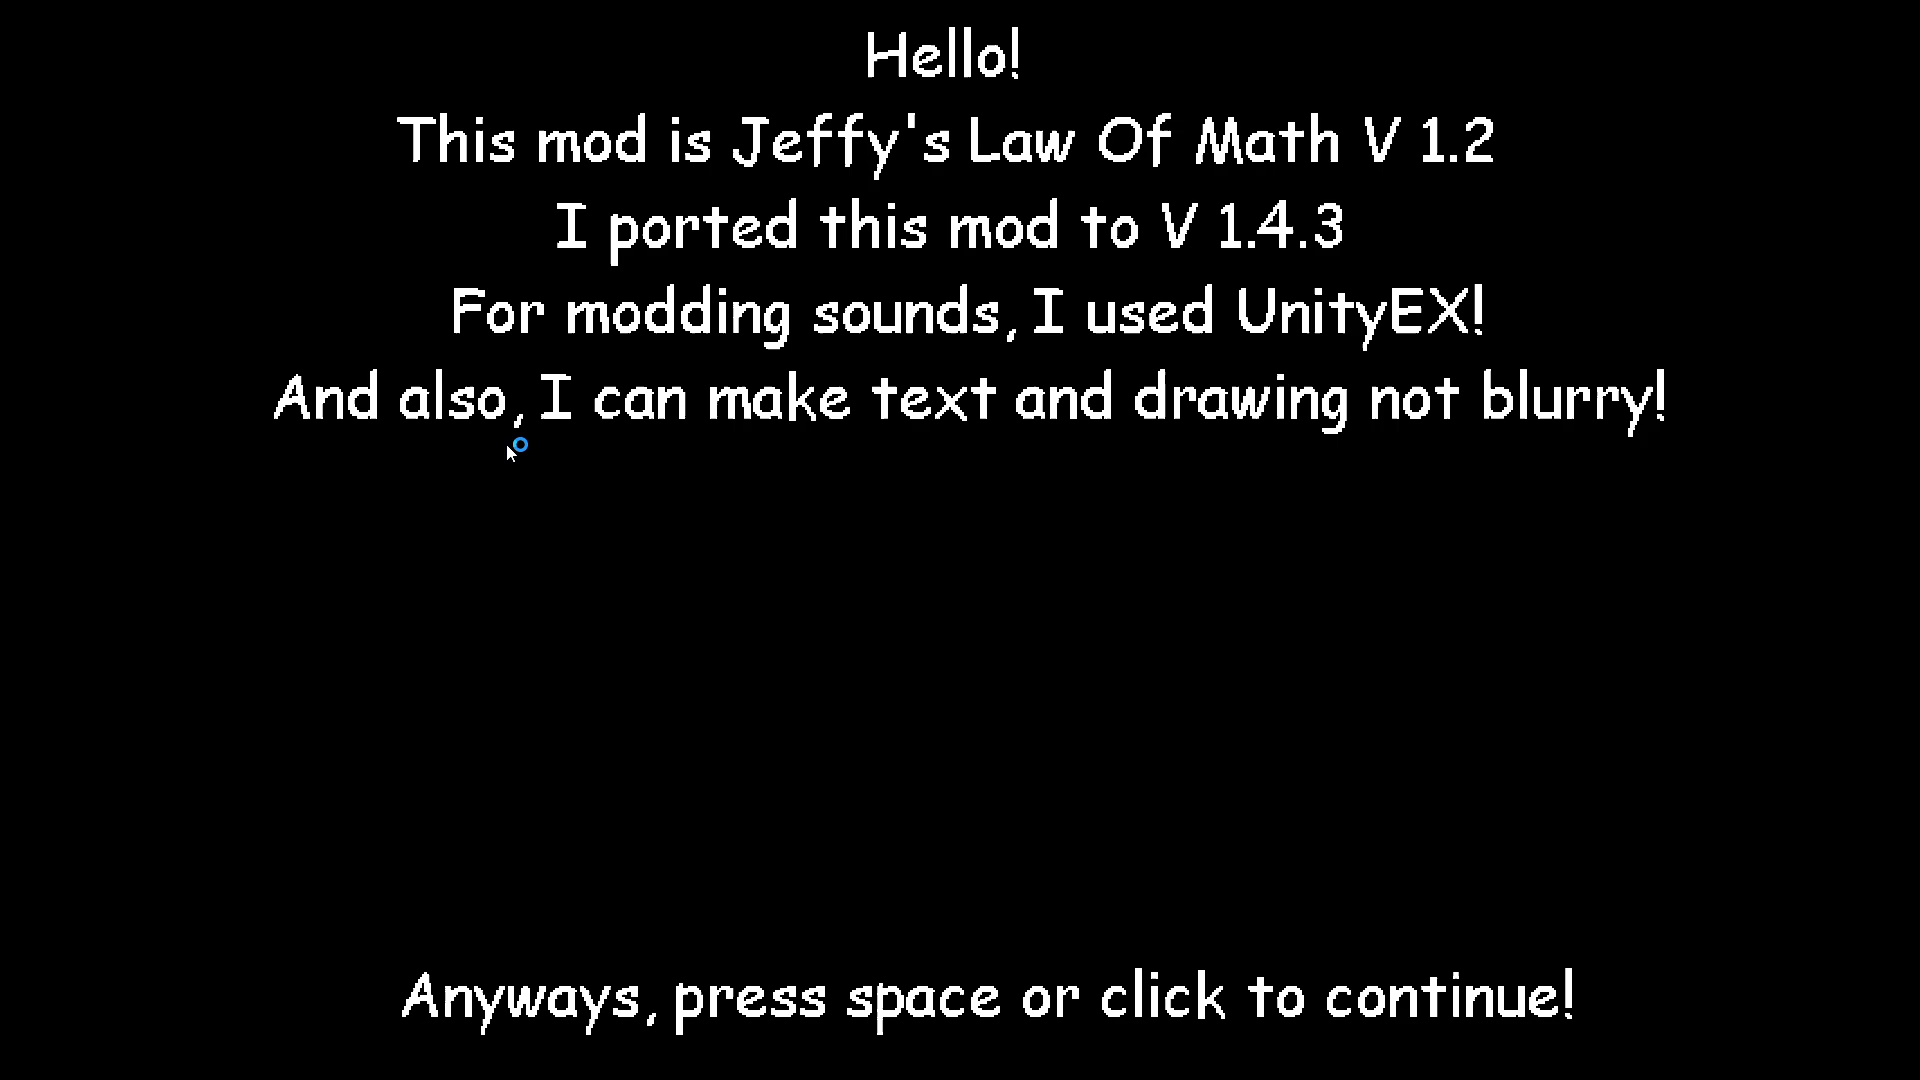 Hello!
This mod is Jeffy's Law Of Math V 1.2
I ported this mod to V 1.4.3
For modding sounds, I used UnityEX!
And also, I can make text and drawing not blurry!
Anyways, press space or click to continue!